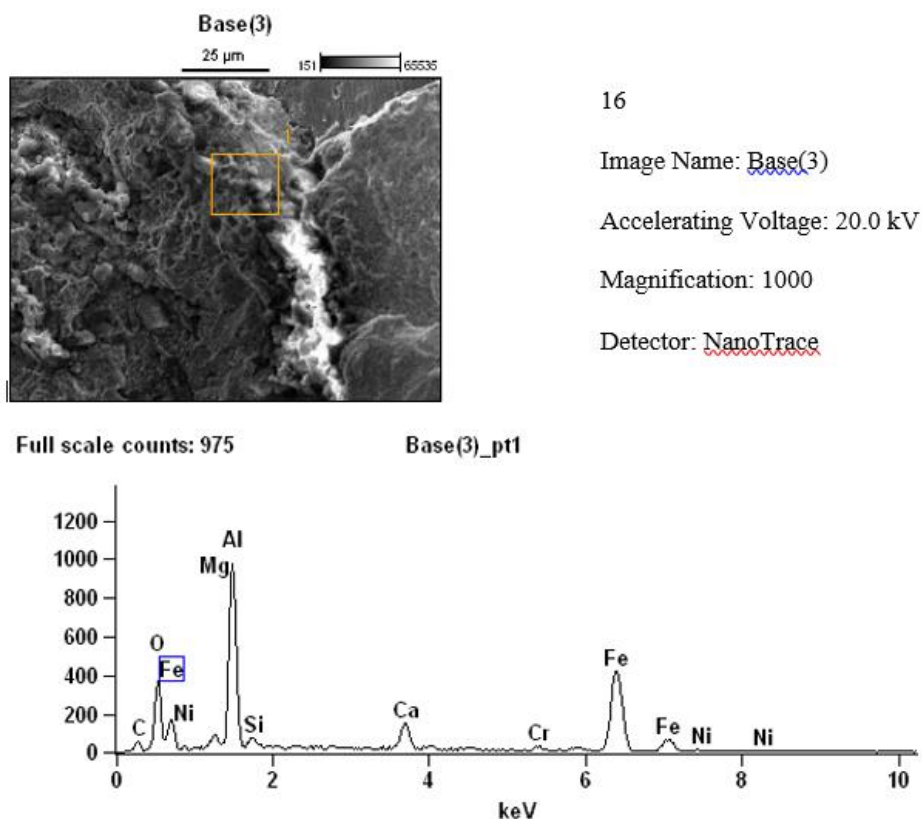 Base(3)
25 µm
151
65535
1
16
Image Name: Base(3)
Accelerating Voltage: 20.0 kV
Magnification: 1000
Detector: NanoTrace
Full scale counts: 975
Base(3)_pt1
1200
1000
800
600
400
200
0
C
O
Fe
Ni
Mg
Al
Si
Ca
Cr
Fe
Fe
Ni
Ni
0
2
4
6
8
10
keV